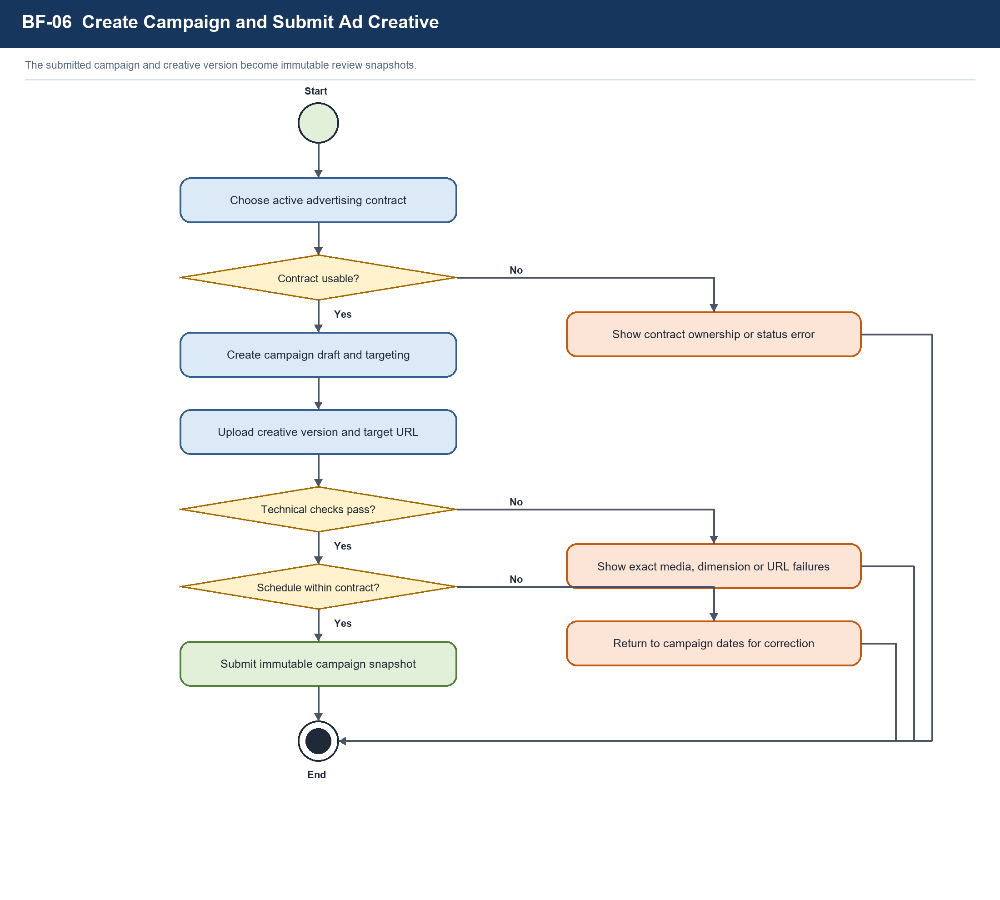 BF-06  Create Campaign and Submit Ad Creative
The submitted campaign and creative version become immutable review snapshots.
Start
Choose active advertising contract
Contract usable?
No
Yes
Show contract ownership or status error
Create campaign draft and targeting
Upload creative version and target URL
Technical checks pass?
No
Yes
Show exact media, dimension or URL failures
Schedule within contract?
No
Yes
Return to campaign dates for correction
Submit immutable campaign snapshot
End